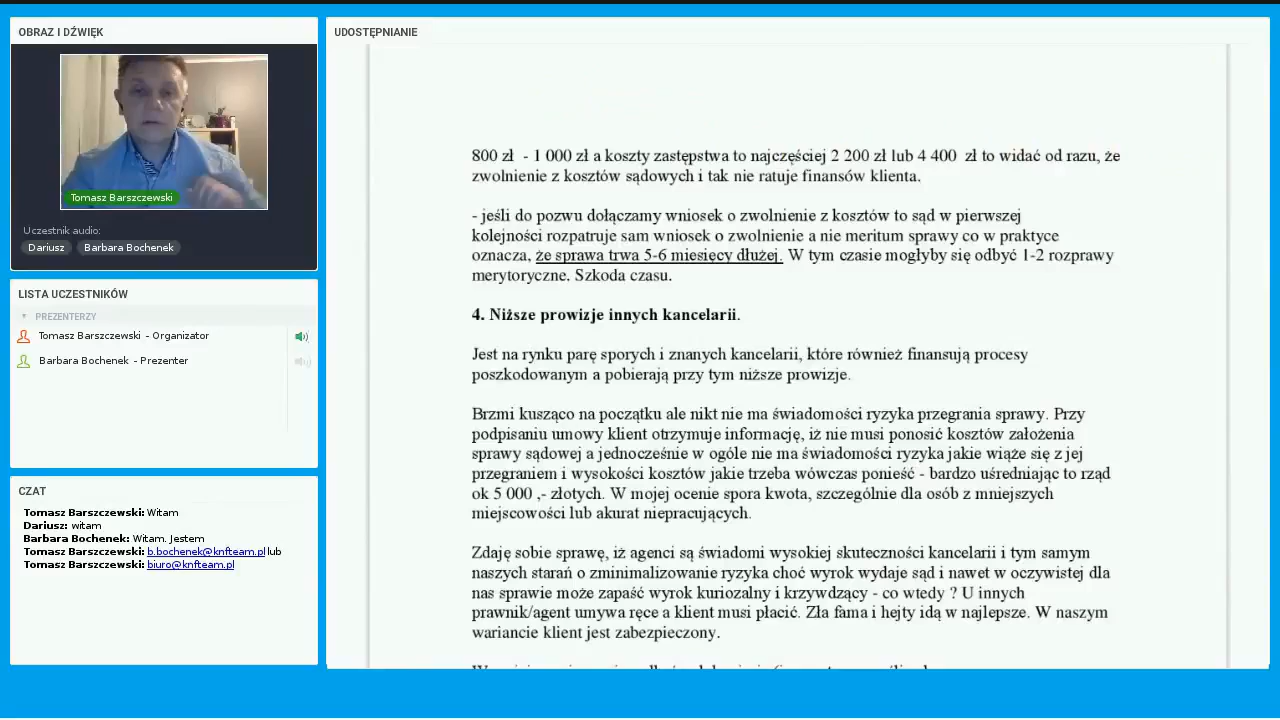 OBRAZ I DŹWIĘK
Tomasz Barszczewski
Uczestnik audio:
Dariusz Barbara Bochenek
LISTA UCZESTNIKÓW
PREZENTERZY
Tomasz Barszczewski - Organizator
Barbara Bochenek - Prezenter
CZAT
Tomasz Barszczewski: Witam
Dariusz: witam
Barbara Bochenek: Witam. Jestem
Tomasz Barszczewski: b.bochenek@knfteam.pl lub
Tomasz Barszczewski: biuro@knfteam.pl
UDOSTĘPNIANIE
800 zł - 1 000 zł a koszty zastępstwa to najczęściej 2 200 zł lub 4 400 zł to widać od razu, że
zwolnienie z kosztów sądowych i tak nie ratuje finansów klienta.
- jeśli do pozwu dołączamy wniosek o zwolnienie z kosztów to sąd w pierwszej
kolejności rozpatruje sam wniosek o zwolnienie a nie meritum sprawy co w praktyce
oznacza, że sprawa trwa 5-6 miesięcy dłużej. W tym czasie mogłyby się odbyć 1-2 rozprawy
merytoryczne. Szkoda czasu.
4. Niższe prowizje innych kancelarii.
Jest na rynku parę sporych i znanych kancelarii, które również finansują procesy
poszkodowanym a pobierają przy tym niższe prowizje.
Brzmi kusząco na początku ale nikt nie ma świadomości ryzyka przegrania sprawy. Przy
podpisaniu umowy klient otrzymuje informację, iż nie musi ponosić kosztów założenia
sprawy sądowej a jednocześnie w ogóle nie ma świadomości ryzyka jakie wiąże się z jej
przegraniem i wysokości kosztów jakie trzeba wówczas ponieść - bardzo uśredniając to rząd
ok 5 000 ,- złotych. W mojej ocenie spora kwota, szczególnie dla osób z mniejszych
miejscowości lub akurat niepracujących.
Zdaję sobie sprawę, iż agenci są świadomi wysokiej skuteczności kancelarii i tym samym
naszych starań o zminimalizowanie ryzyka choć wyrok wydaje sąd i nawet w oczywistej dla
nas sprawie może zapaść wyrok kuriozalny i krzywdzący - co wtedy ? U innych
prawnik/agent umywa ręce a klient musi płacić. Zła fama i hejty idą w najlepsze. W naszym
wariancie klient jest zabezpieczony.